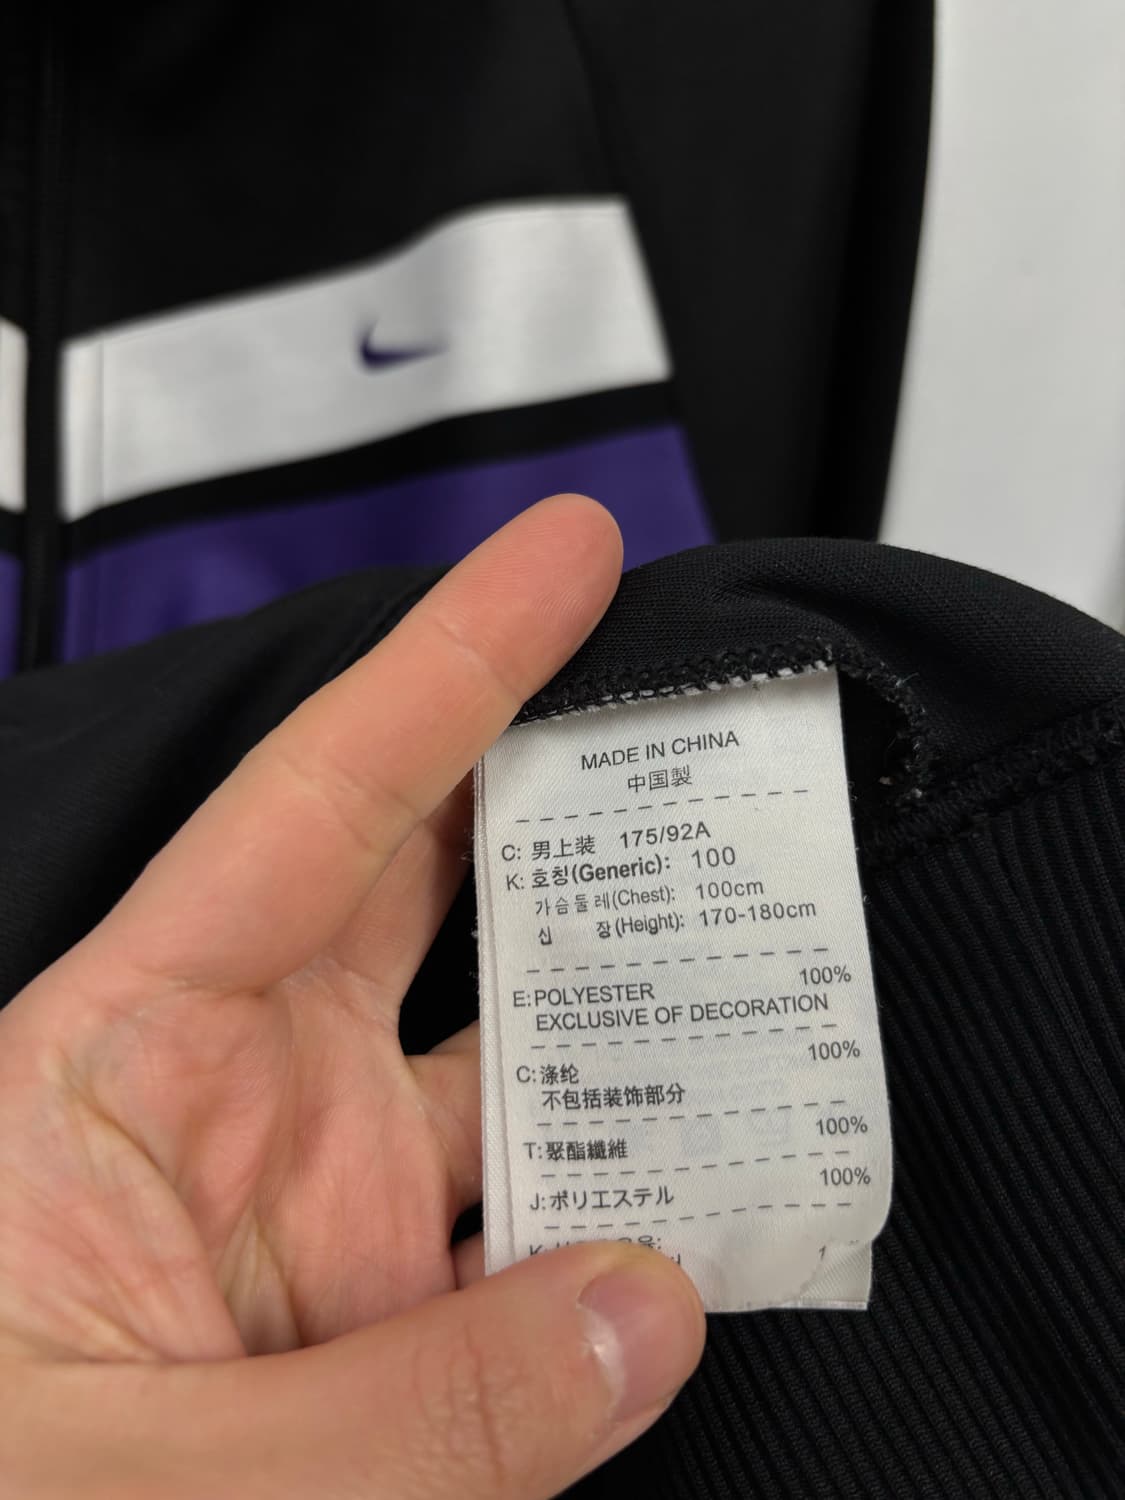 MADE IN CHINA
中国製
C: 男上装 175/92A
K: 호칭(Generic): 100
가슴둘레(Chest): 100cm
신 장(Height): 170-180cm
E: POLYESTER 100%
EXCLUSIVE OF DECORATION
C: 涤纶 100%
不包括装饰部分
T: 聚酯纖維 100%
J: ポリエステル 100%